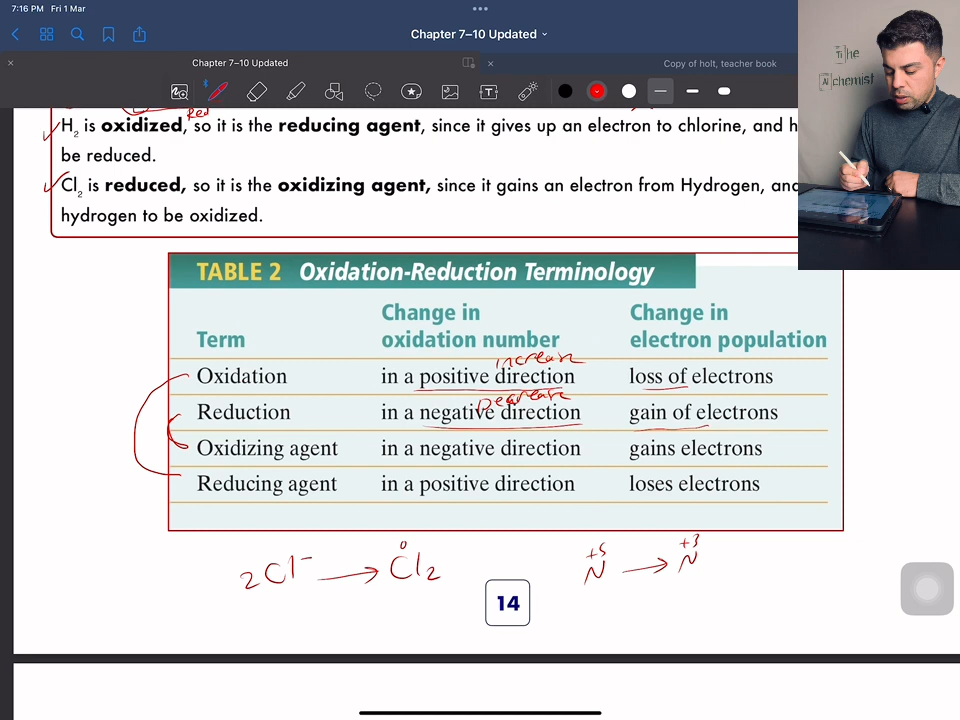 7:16 PM Fri 1 Mar
Chapter 7–10 Updated
Chapter 7–10 Updated
Copy of holt, teacher book
The
Alchemist
Red
H2 is oxidized, so it is the reducing agent, since it gives up an electron to chlorine, and h
be reduced.
Cl2 is reduced, so it is the oxidizing agent, since it gains an electron from Hydrogen, and
hydrogen to be oxidized.
TABLE 2 Oxidation-Reduction Terminology
Term
Change in
oxidation number
Change in
electron population
increase
Oxidation in a positive direction loss of electrons
Decrease
Reduction in a negative direction gain of electrons
Oxidizing agent in a negative direction gains electrons
Reducing agent in a positive direction loses electrons
0
2Cl⁻ → Cl2
+5 +3
N → N
14